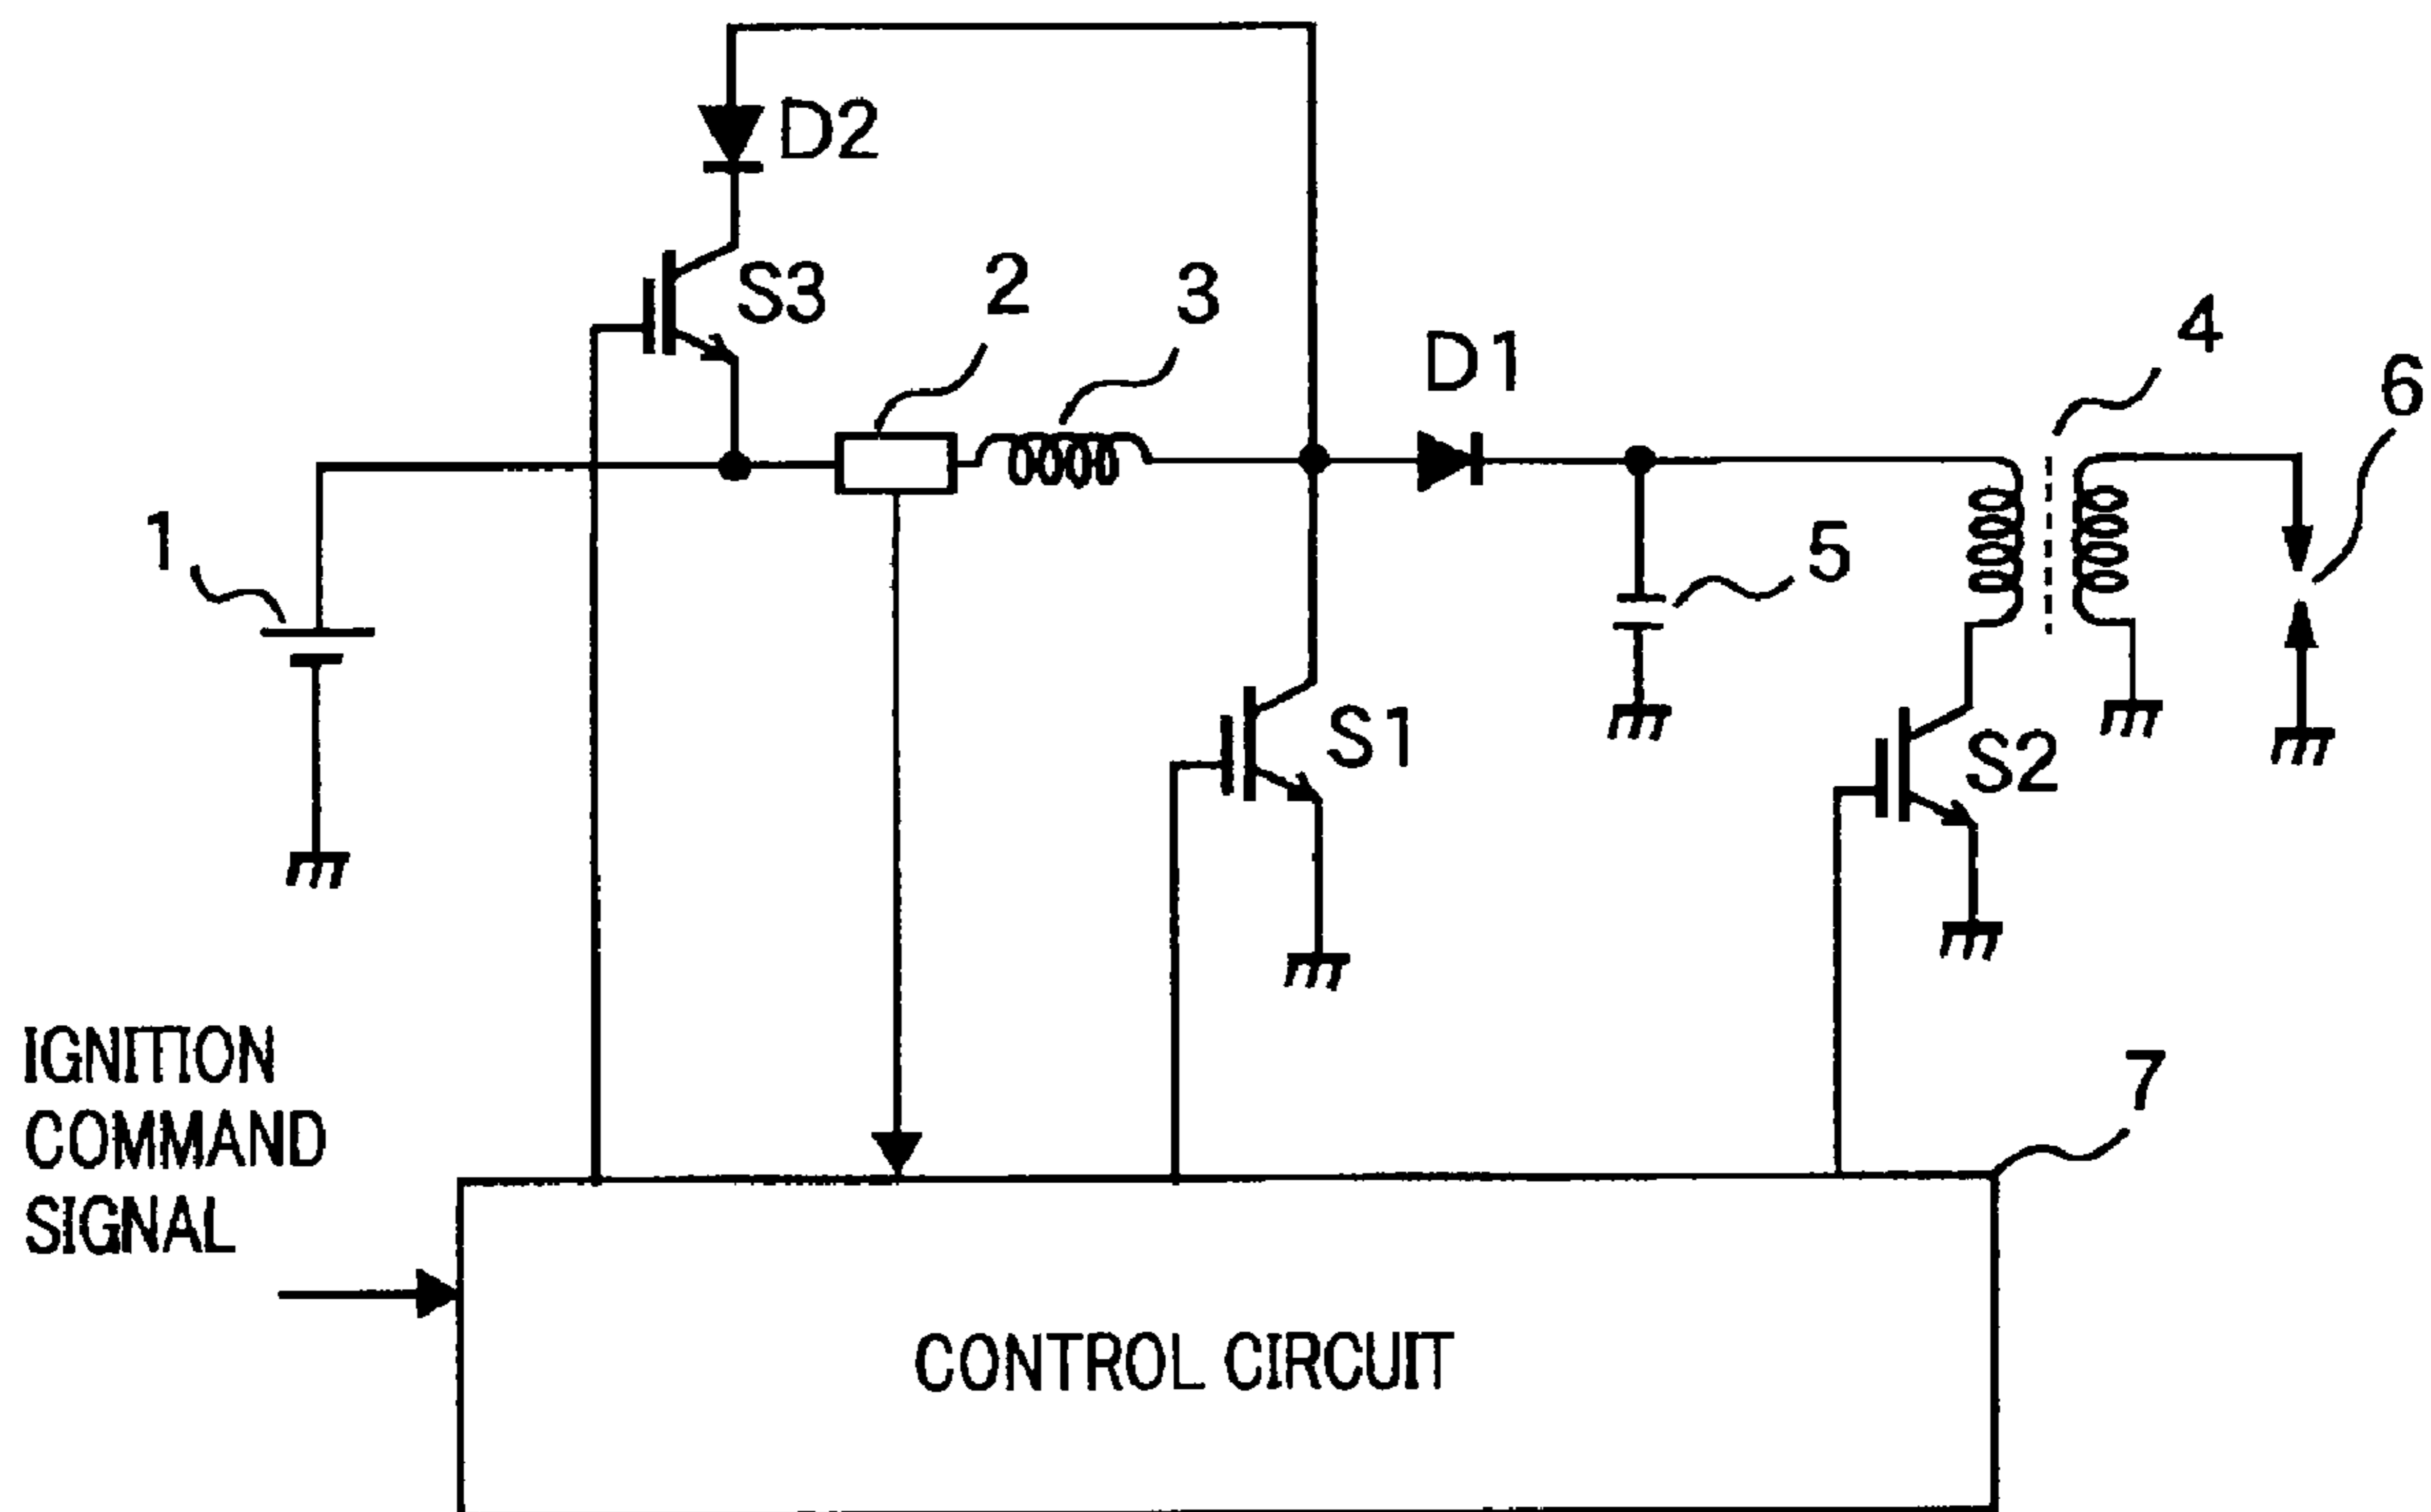 D2
S3
2
3
D1
4
6
1
5
S1
S2
IGNITION
COMMAND
SIGNAL
7
CONTROL CIRCUIT